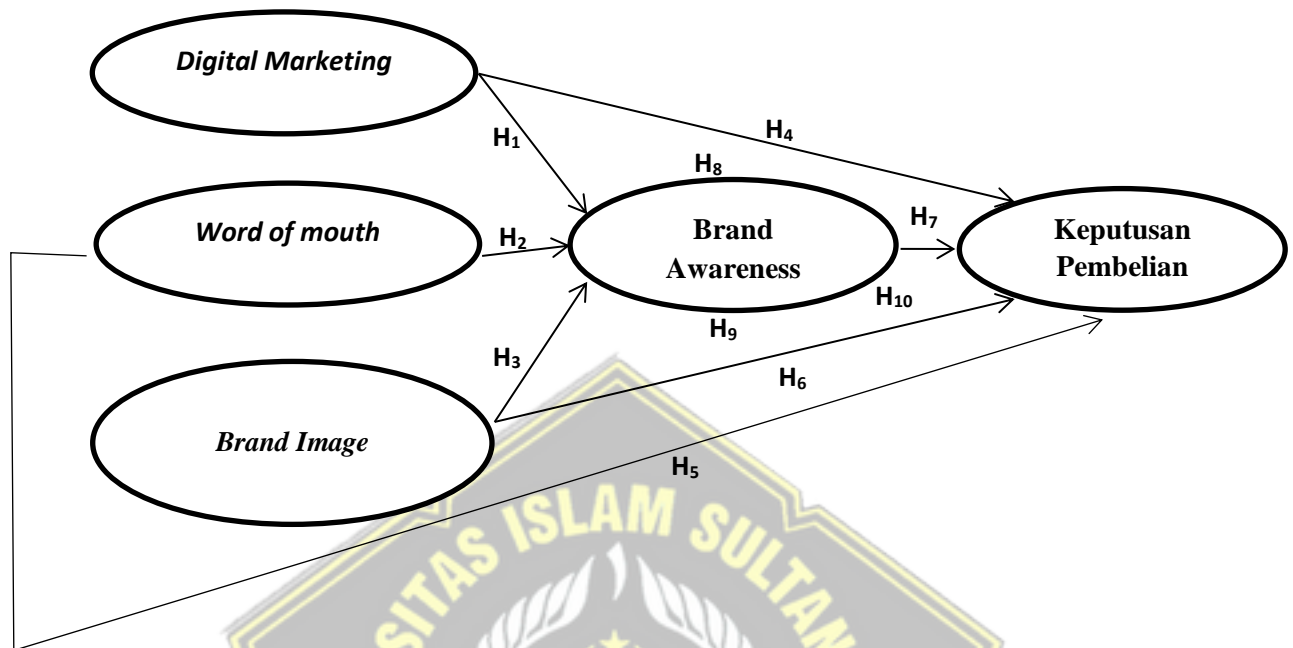 Digital Marketing
H₁
H₄
H₈
Word of mouth
H₂
Brand
Awareness
H₇
Keputusan
Pembelian
H₁₀
H₉
H₃
H₆
Brand Image
H₅
SITAS ISLAM SULTAN